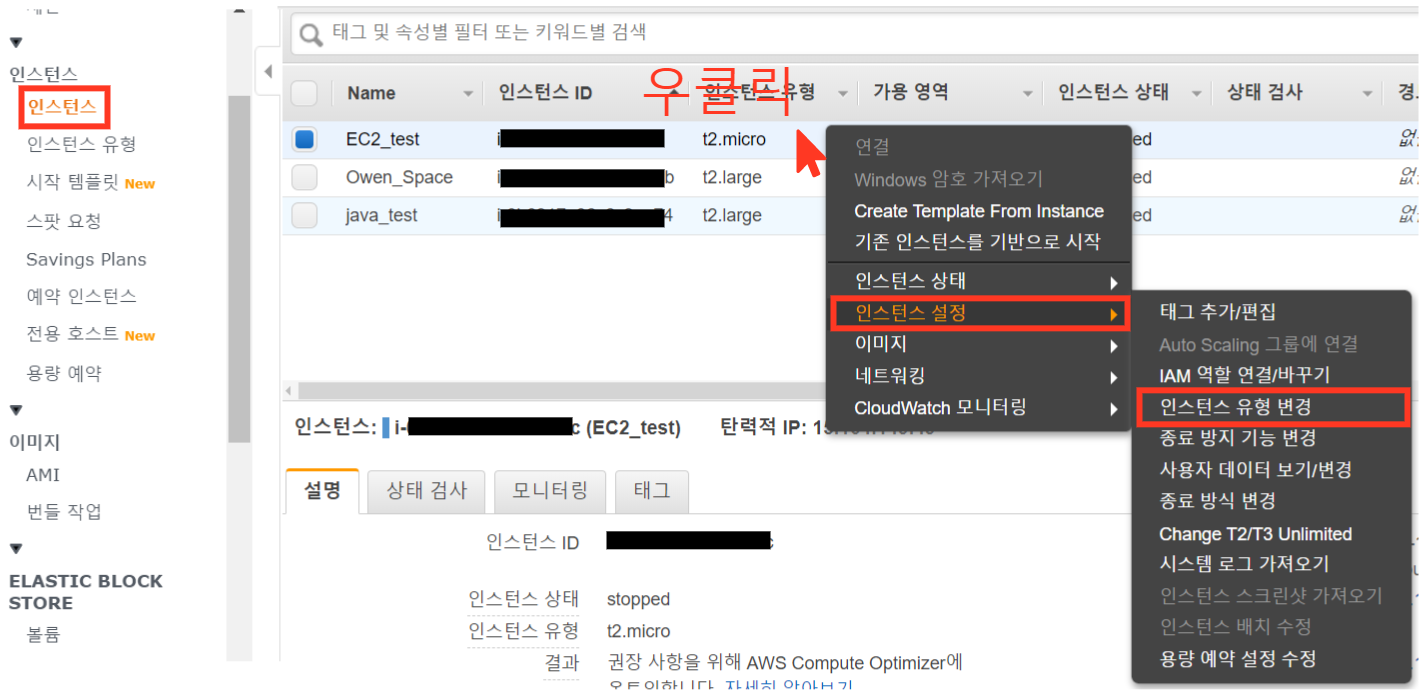 인스턴스
인스턴스
인스턴스 유형
시작 템플릿 New
스팟 요청
Savings Plans
예약 인스턴스
전용 호스트 New
용량 예약
이미지
AMI
번들 작업
ELASTIC BLOCK
STORE
볼륨
태그 및 속성별 필터 또는 키워드별 검색
우클릭
Name 인스턴스 ID 인스턴스 유형 가용 영역 인스턴스 상태 상태 검사
EC2_test t2.micro ed
Owen_Space b t2.large ed
java_test 4 t2.large ed
연결
Windows 암호 가져오기
Create Template From Instance
기존 인스턴스를 기반으로 시작
인스턴스 상태
인스턴스 설정
이미지
네트워킹
CloudWatch 모니터링
태그 추가/편집
Auto Scaling 그룹에 연결
IAM 역할 연결/바꾸기
인스턴스 유형 변경
종료 방지 기능 변경
사용자 데이터 보기/변경
종료 방식 변경
Change T2/T3 Unlimited
시스템 로그 가져오기
인스턴스 스크린샷 가져오기
인스턴스 배치 수정
용량 예약 설정 수정
인스턴스: i- c (EC2_test) 탄력적 IP:
설명 상태 검사 모니터링 태그
인스턴스 ID
인스턴스 상태 stopped
인스턴스 유형 t2.micro
결과 권장 사항을 위해 AWS Compute Optimizer에
옵트인합니다. 자세히 알아보기